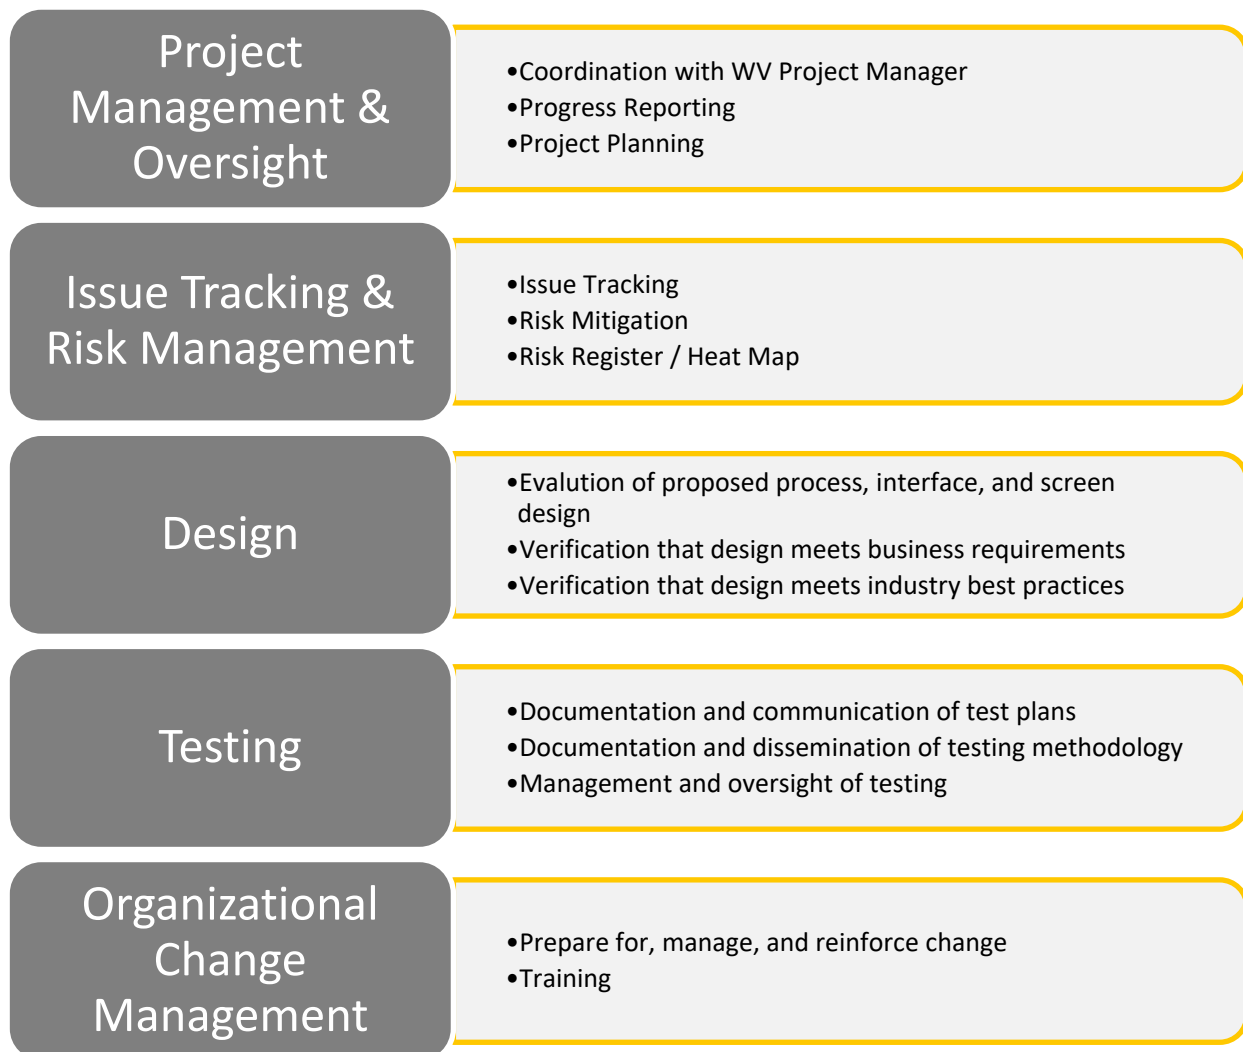 Project
Management &
Oversight
•Coordination with WV Project Manager
•Progress Reporting
•Project Planning
Issue Tracking &
Risk Management
•Issue Tracking
•Risk Mitigation
•Risk Register / Heat Map
Design
•Evalution of proposed process, interface, and screen
design
•Verification that design meets business requirements
•Verification that design meets industry best practices
Testing
•Documentation and communication of test plans
•Documentation and dissemination of testing methodology
•Management and oversight of testing
Organizational
Change
Management
•Prepare for, manage, and reinforce change
•Training